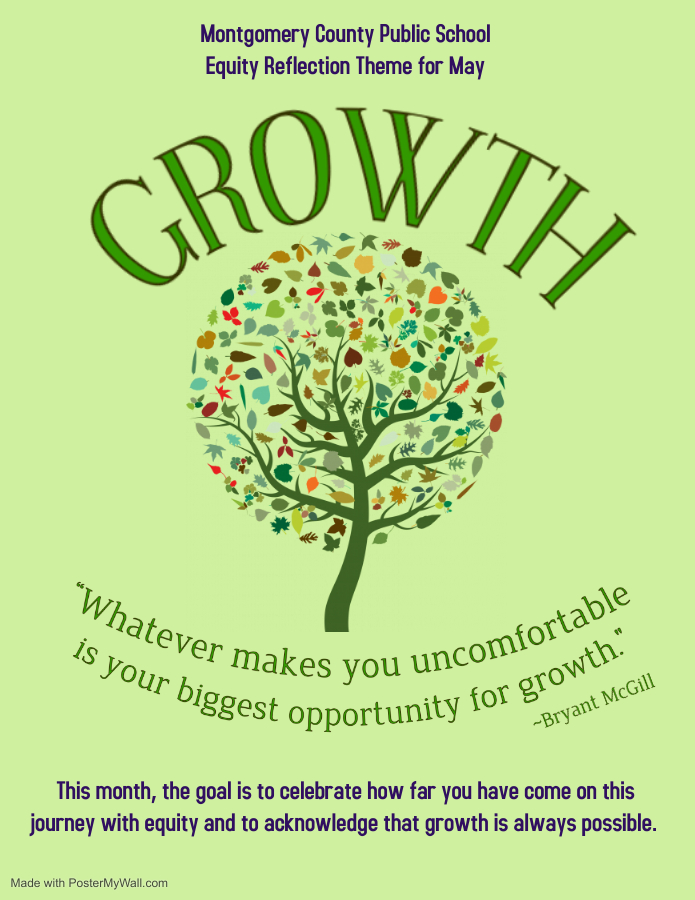 Montgomery County Public School
Equity Reflection Theme for May
GROWTH
“Whatever makes you uncomfortable
is your biggest opportunity for growth."
~Bryant McGill
This month, the goal is to celebrate how far you have come on this
journey with equity and to acknowledge that growth is always possible.
Made with PosterMyWall.com